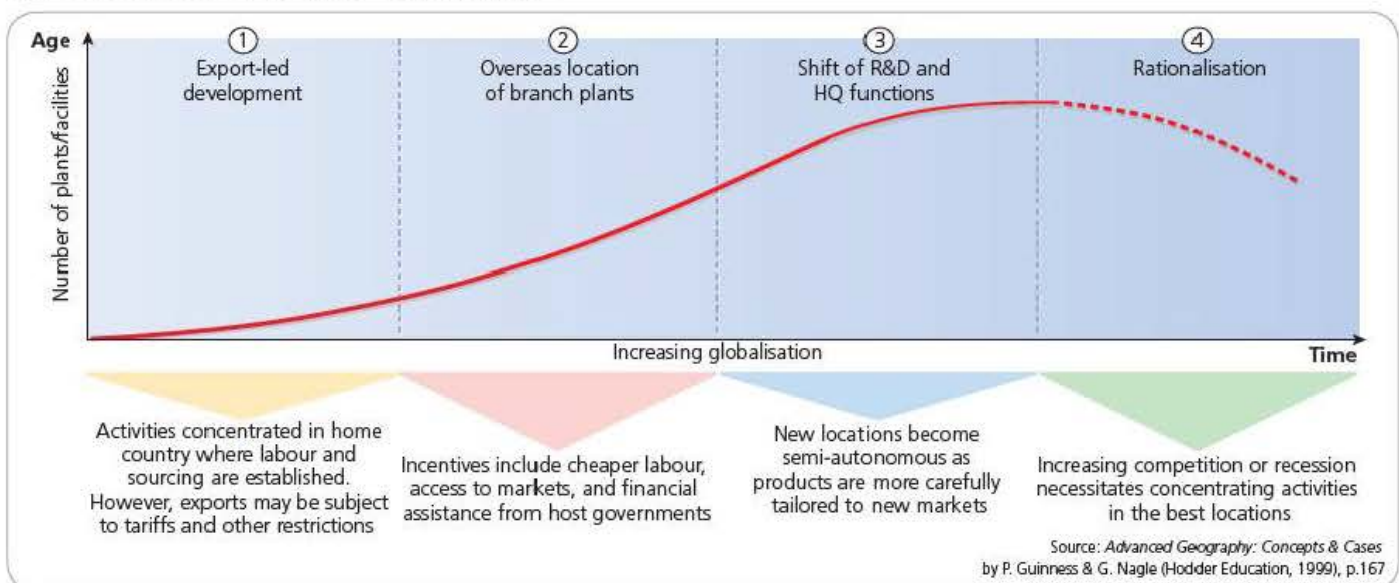 Age
Number of plants/facilities
1
Export-led
development
2
Overseas location
of branch plants
3
Shift of R&D and
HQ functions
4
Rationalisation
Increasing globalisation
Time
Activities concentrated in home
country where labour and
sourcing are established.
However, exports may be subject
to tariffs and other restrictions
Incentives include cheaper labour,
access to markets, and financial
assistance from host governments
New locations become
semi-autonomous as
products are more carefully
tailored to new markets
Increasing competition or recession
necessitates concentrating activities
in the best locations
Source: Advanced Geography: Concepts & Cases
by P. Guinness & G. Nagle (Hodder Education, 1999), p.167